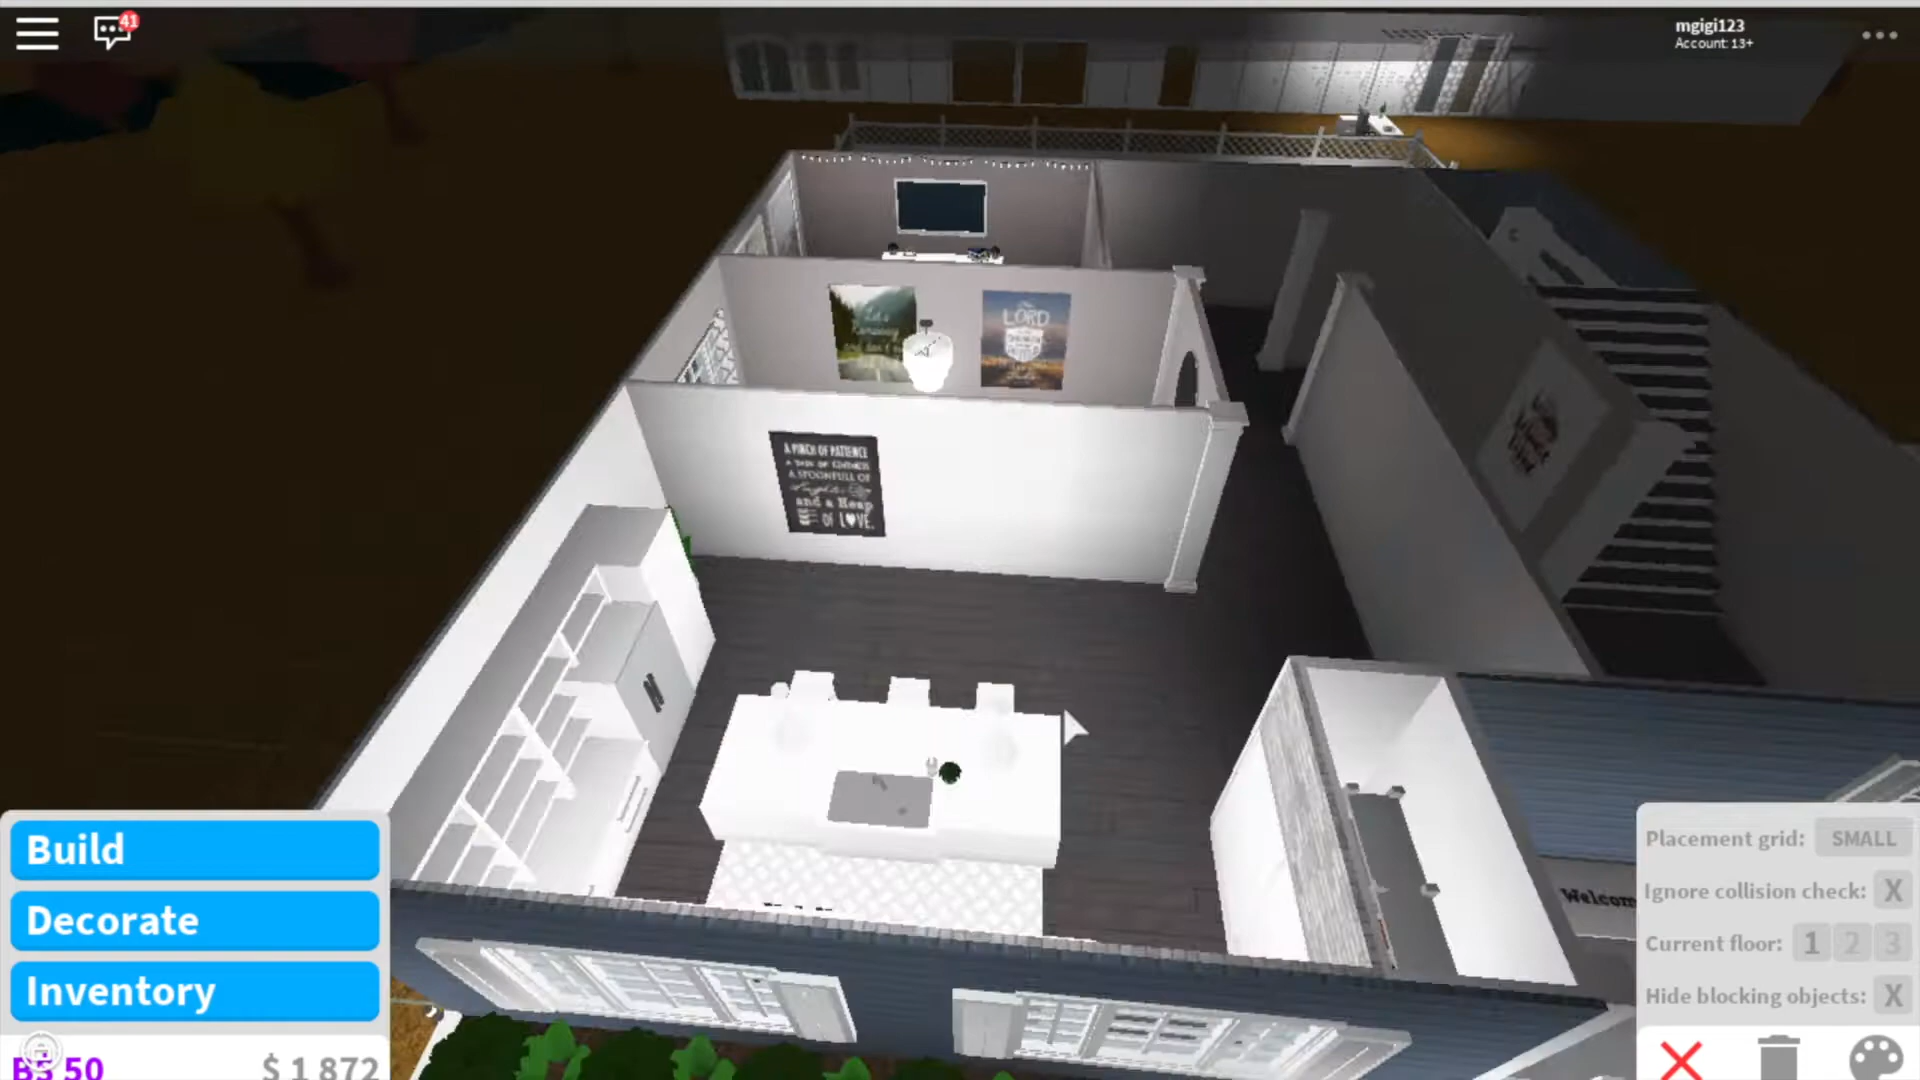 41
mgigi123
Account: 13+
LORD
A PINCH OF PATIENCE
A SPOONFULL OF
and a Heap
OF LOVE.
Build
Decorate
Inventory
B$ 50
$ 1 872
Welcom
Placement grid: SMALL
Ignore collision check: X
Current floor: 1 2 3
Hide blocking objects: X